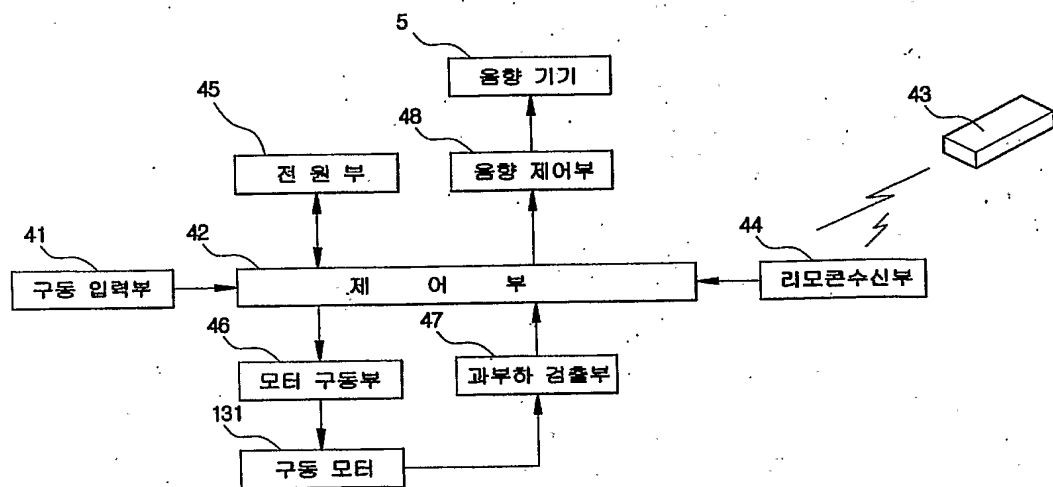 5
음향 기기
45
48
43
전 원 부
음향 제어부
41
42
44
구동 입력부
제 어 부
리모콘수신부
46
47
모터 구동부
과부하 검출부
131
구동 모터